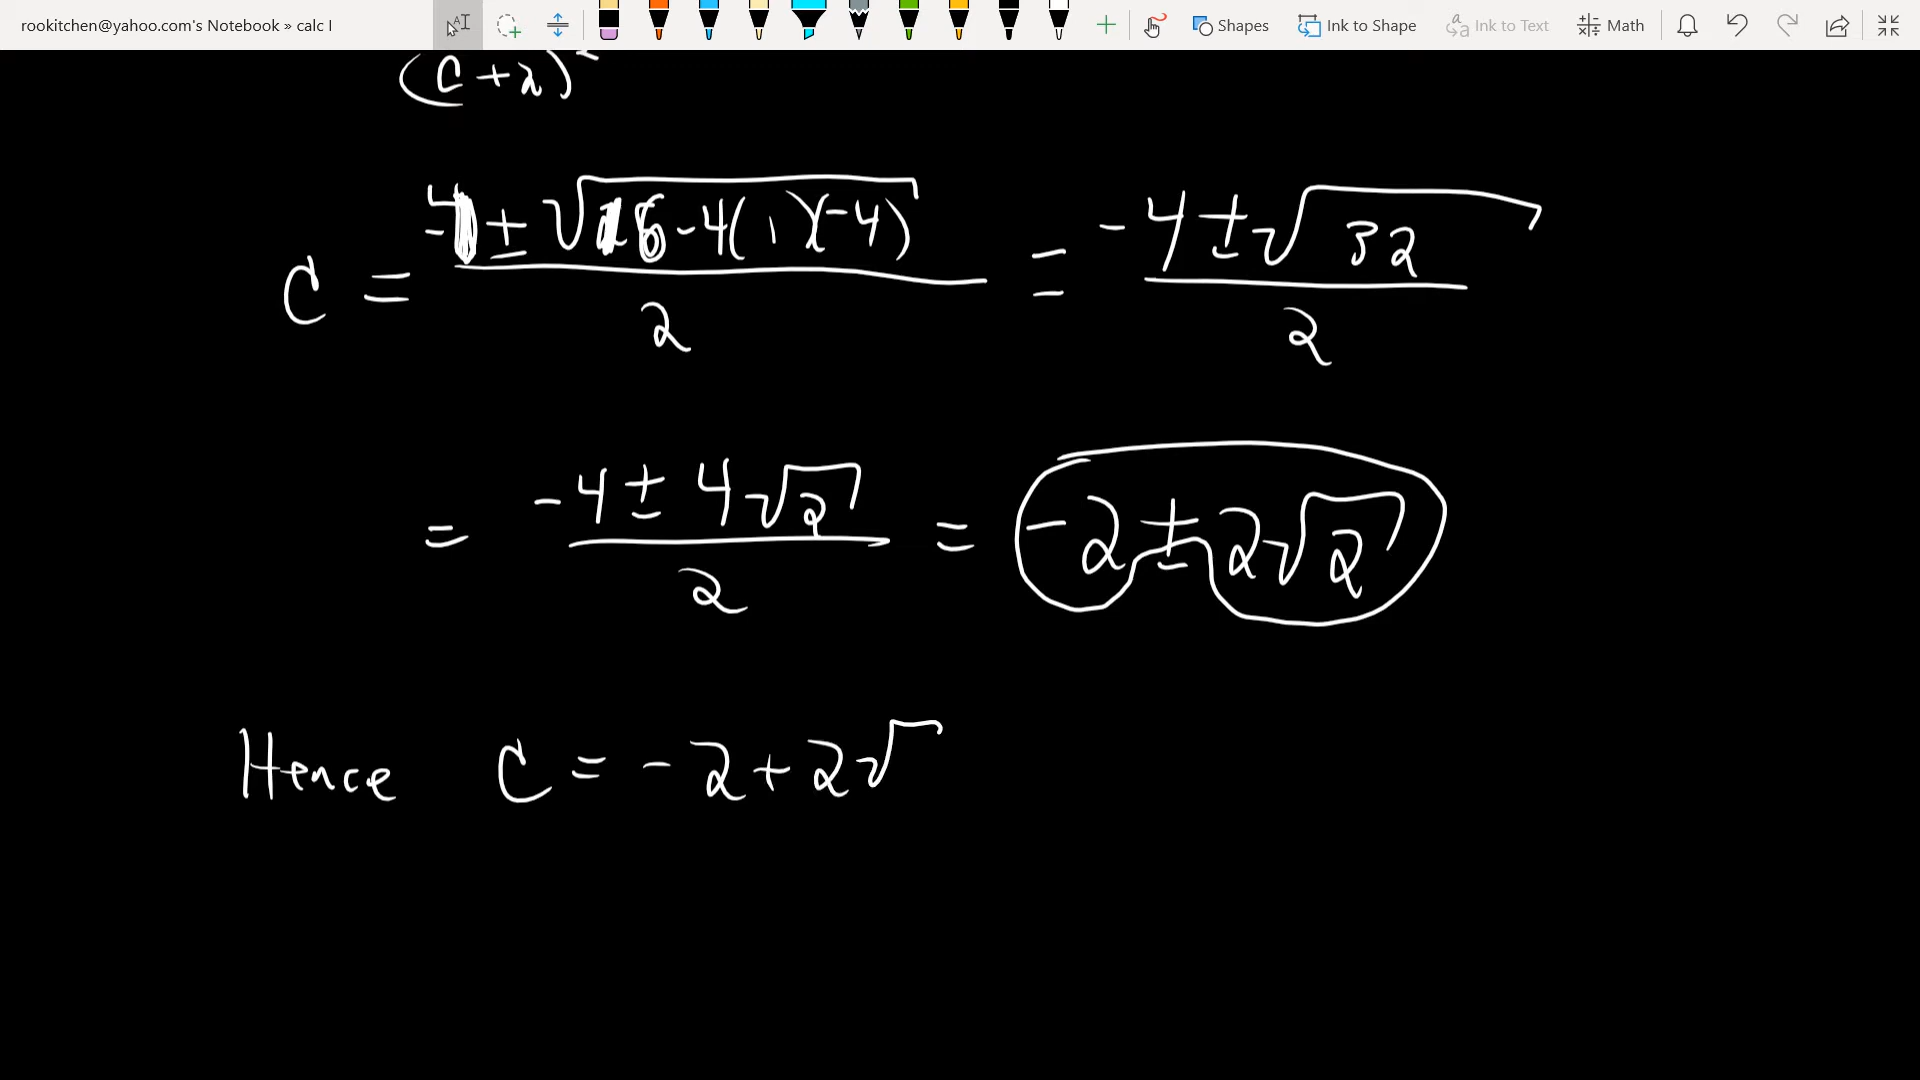 rookitchen@yahoo.com's Notebook » calc I Shapes Ink to Shape Ink to Text Math
(c+2)²
c = (-4 ± √(16-4(1)(-4)))/2 = (-4 ± √32)/2
= (-4 ± 4√2)/2 = -2 ± 2√2
Hence c = -2+2√